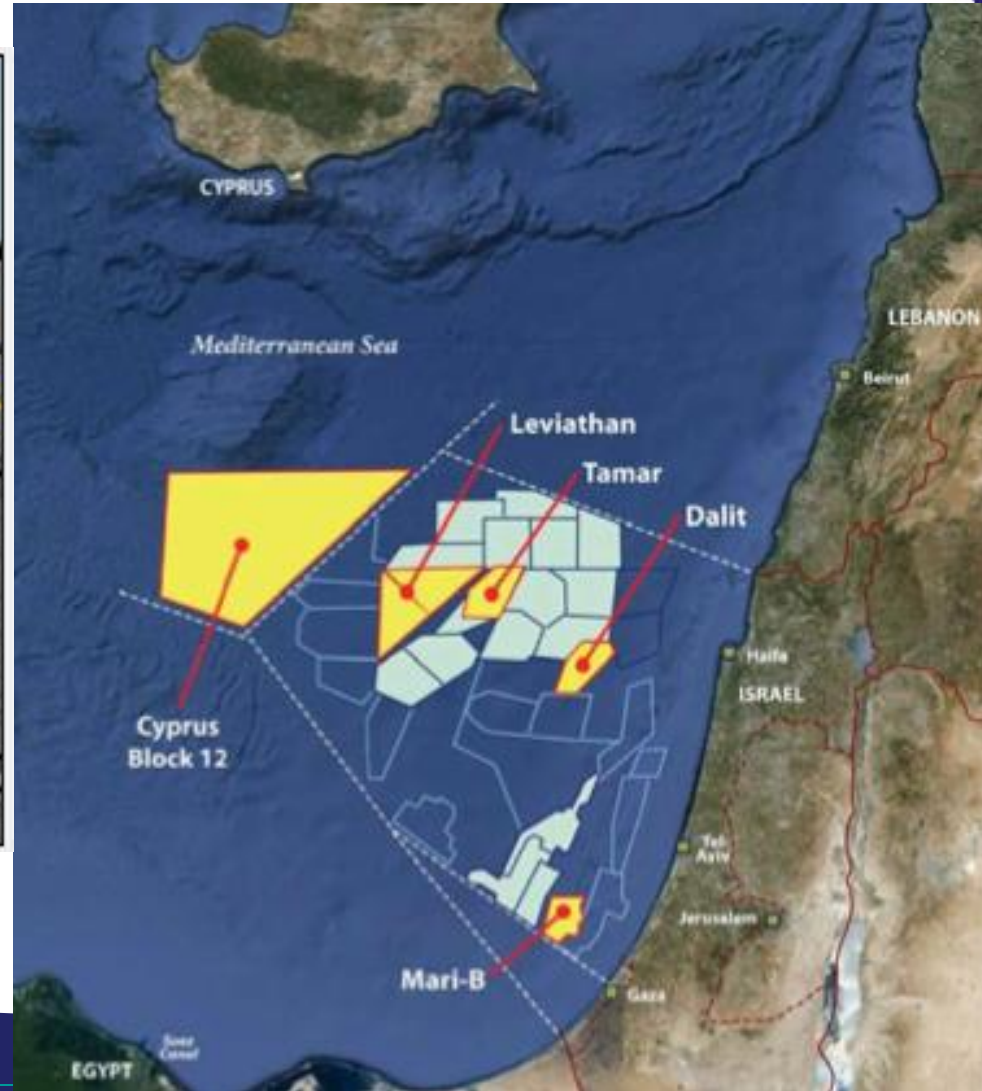 CYPRUS
LEBANON
Mediterranean Sea
Beirut
Leviathan
Tamar
Dalit
Haifa
ISRAEL
Cyprus
Block 12
Tel
Aviv
Jerusalem
Mari-B
Gaza
Suez
Canal
EGYPT